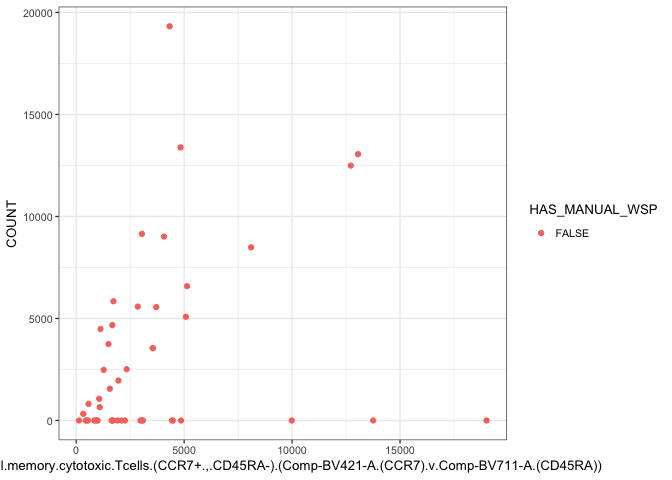 20000
15000
10000
5000
0
COUNT
0 5000 10000 15000
l.memory.cytotoxic.Tcells.(CCR7+.,.CD45RA-).(Comp-BV421-A.(CCR7).v.Comp-BV711-A.(CD45RA))
HAS_MANUAL_WSP
FALSE